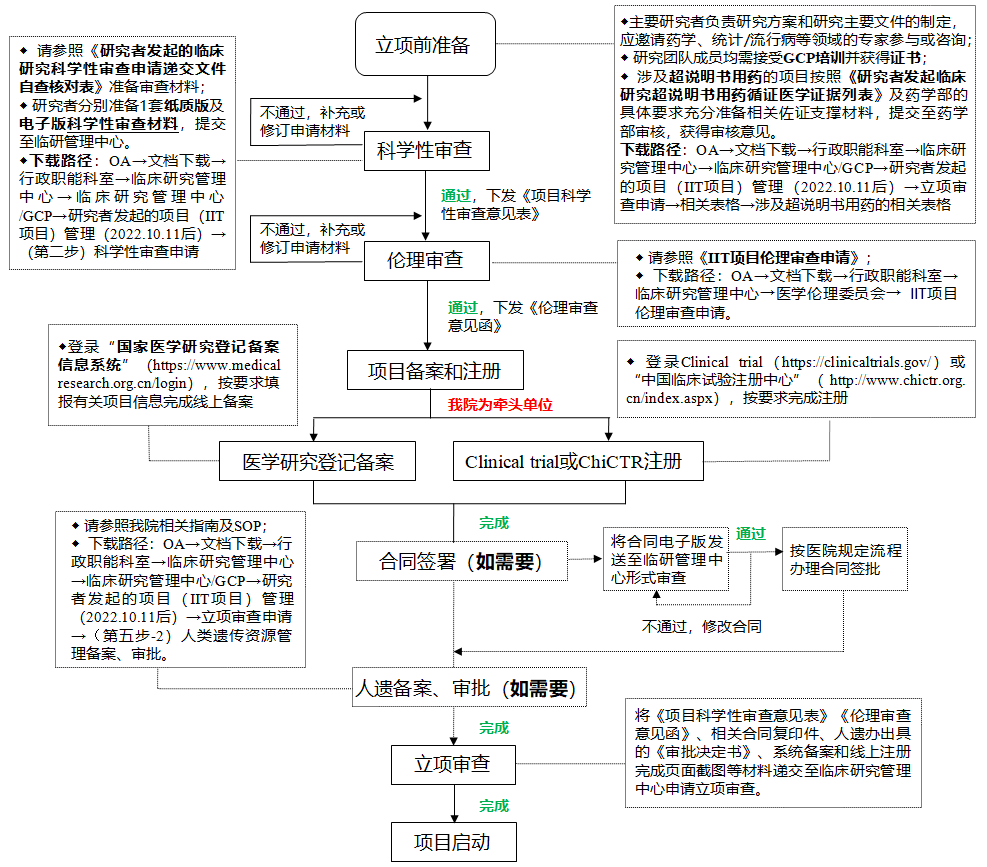 立项前准备
◆主要研究者负责研究方案和研究主要文件的制定，
应邀请药学、统计/流行病等领域的专家参与或咨询；
◆ 研究团队成员均需接受GCP培训并获得证书；
◆ 涉及超说明书用药的项目按照《研究者发起临床
研究超说明书用药循证医学证据列表》及药学部的
具体要求充分准备相关佐证支撑材料，提交至药学
部审核，获得审核意见。
下载路径：OA→文档下载→行政职能科室→临床研
究管理中心→临床研究管理中心/GCP→研究者发起
的项目（IIT项目）管理（2022.10.11后）→立项审
查申请→相关表格→涉及超说明书用药的相关表格
◆ 请参照《研究者发起的临床
研究科学性审查申请递交文件
自查核对表》准备审查材料；
◆ 研究者分别准备1套纸质版及
电子版科学性审查材料，提交
至临研管理中心。
◆下载路径：OA→文档下载→
行政职能科室→临床研究管理
中心→临床研究管理中心
/GCP→研究者发起的项目（IIT
项目）管理（2022.10.11后）→
（第二步）科学性审查申请
不通过，补充或
修订申请材料
科学性审查
通过，下发《项目科学
性审查意见表》
不通过，补充或
修订申请材料
伦理审查
◆ 请参照《IIT项目伦理审查申请》；
◆ 下载路径：OA→文档下载→行政职能科室→
临床研究管理中心→医学伦理委员会→ IIT项目
伦理审查申请。
通过，下发《伦理审查
意见函》
◆登录“国家医学研究登记备案
信息系统”（https://www.medical
research.org.cn/login），按要求填
报有关项目信息完成线上备案
项目备案和注册
◆ 登录Clinical trial（https://clinicaltrials.gov/）或
“中国临床试验注册中心”（ http://www.chictr.org.
cn/index.aspx），按要求完成注册
我院为牵头单位
医学研究登记备案
Clinical trial或ChiCTR注册
完成
◆ 请参照我院相关指南及SOP；
◆ 下载路径：OA→文档下载→行
政职能科室→临床研究管理中心
→临床研究管理中心/GCP→研究
者发起的项目（IIT项目）管理
（2022.10.11后）→立项审查申请
→（第五步-2）人类遗传资源管
理备案、审批。
合同签署（如需要）
将合同电子版发
送至临研管理中
心形式审查
通过
按医院规定流程
办理合同签批
不通过，修改合同
人遗备案、审批（如需要）
完成
立项审查
将《项目科学性审查意见表》《伦理审查
意见函》、相关合同复印件、人遗办出具
的《审批决定书》、系统备案和线上注册
完成页面截图等材料递交至临床研究管理
中心申请立项审查。
完成
项目启动